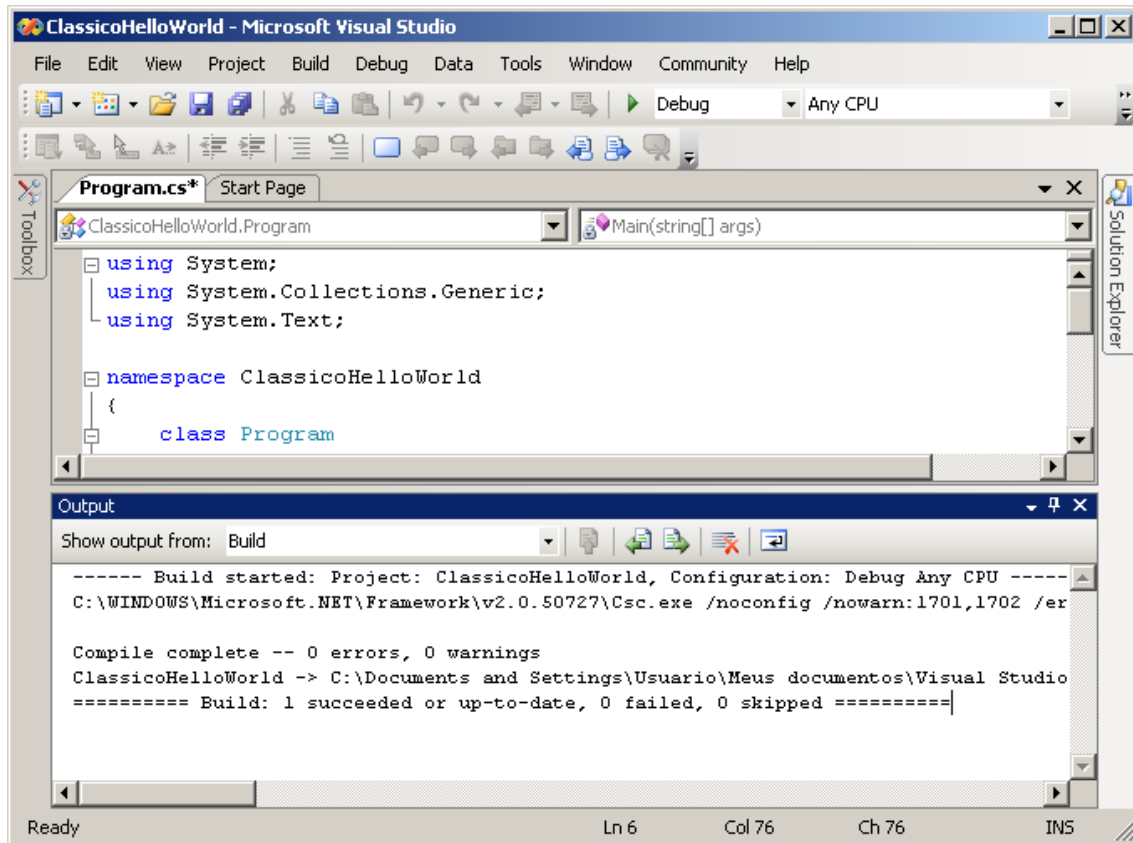 ClassicoHelloWorld - Microsoft Visual Studio
File Edit View Project Build Debug Data Tools Window Community Help
Debug Any CPU
Toolbox
Program.cs* Start Page
ClassicoHelloWorld.Program Main(string[] args)
using System;
using System.Collections.Generic;
using System.Text;
namespace ClassicoHelloWorld
{
class Program
Solution Explorer
Output
Show output from: Build
------ Build started: Project: ClassicoHelloWorld, Configuration: Debug Any CPU -----
C:\WINDOWS\Microsoft.NET\Framework\v2.0.50727\Csc.exe /noconfig /nowarn:1701,1702 /er
Compile complete -- 0 errors, 0 warnings
ClassicoHelloWorld -> C:\Documents and Settings\Usuario\Meus documentos\Visual Studio
========== Build: 1 succeeded or up-to-date, 0 failed, 0 skipped ==========
Ready Ln 6 Col 76 Ch 76 INS